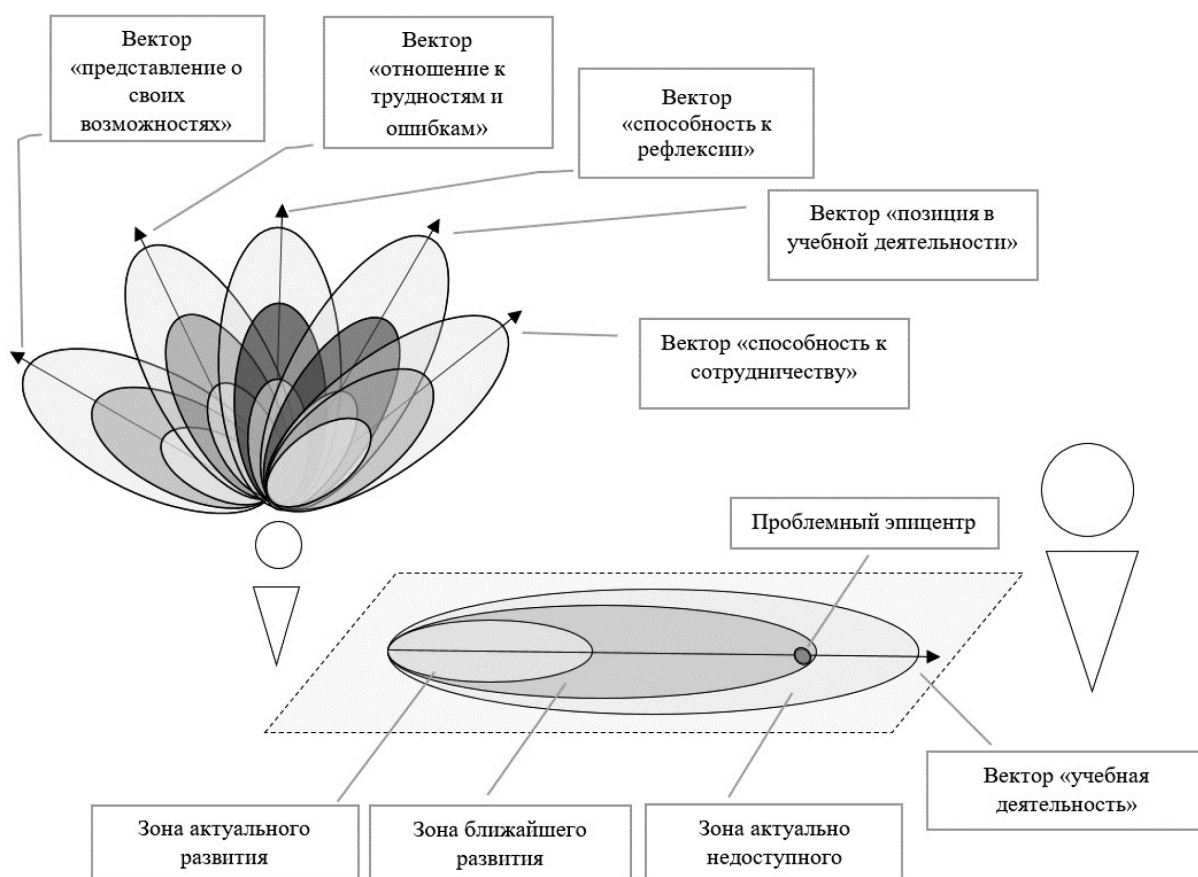 Вектор
«представление о
своих
возможностях»
Вектор
«отношение к
трудностям и
ошибкам»
Вектор
«способность к
рефлексии»
Вектор «позиция в
учебной деятельности»
Вектор «способность к
сотрудничеству»
Проблемный эпицентр
Вектор «учебная
деятельность»
Зона актуального
развития
Зона ближайшего
развития
Зона актуально
недоступного